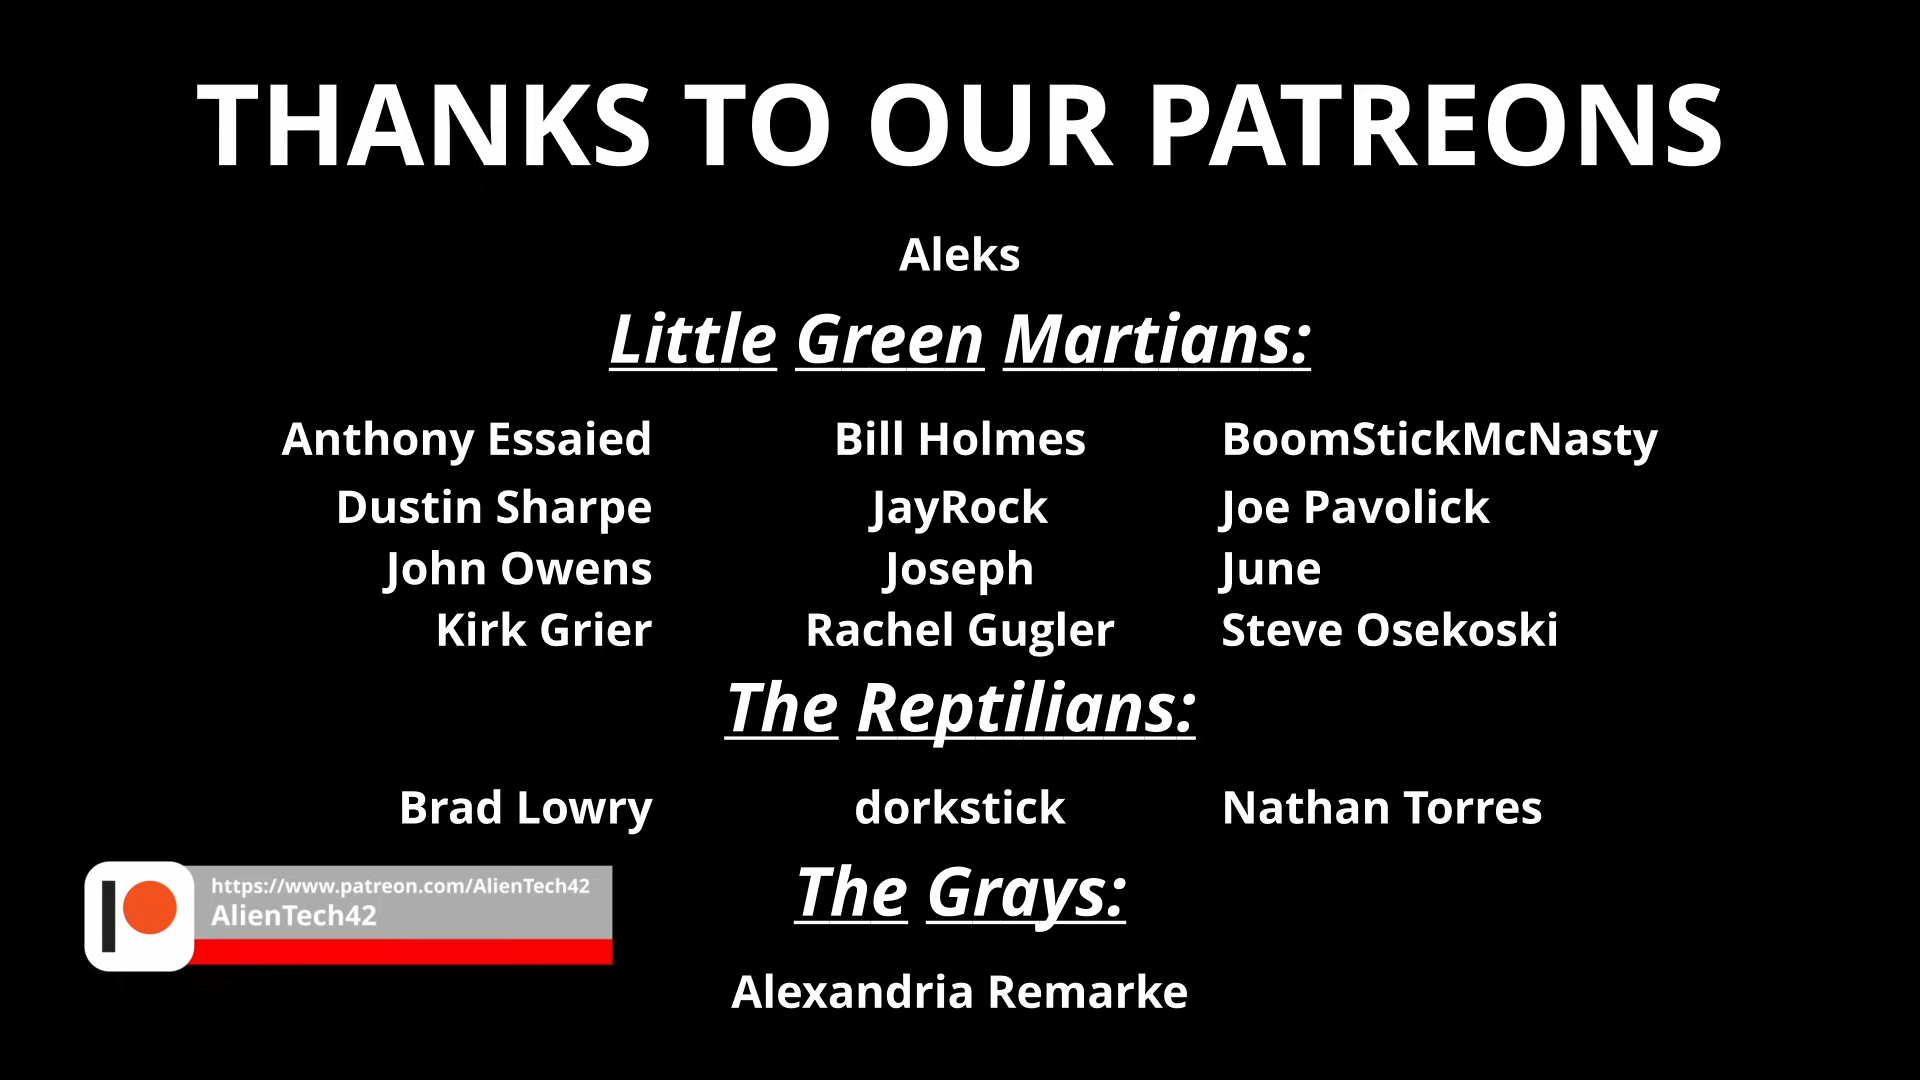 THANKS TO OUR PATREONS
Aleks
Little Green Martians:
Anthony Essaied Bill Holmes BoomStickMcNasty
Dustin Sharpe JayRock Joe Pavolick
John Owens Joseph June
Kirk Grier Rachel Gugler Steve Osekoski
The Reptilians:
Brad Lowry dorkstick Nathan Torres
The Grays:
Alexandria Remarke
https://www.patreon.com/AlienTech42
AlienTech42